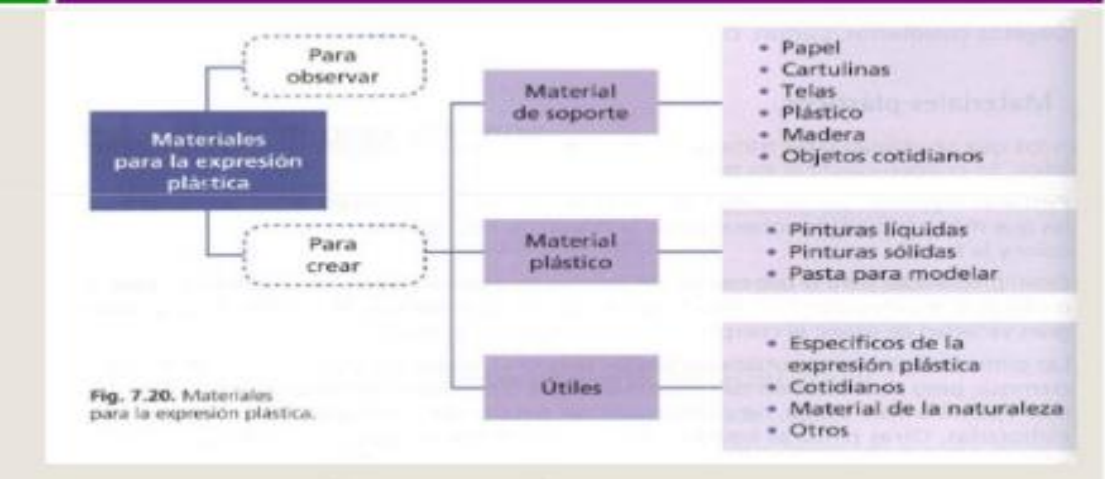 Para
observar
Materiales
para la expresión
plástica
Para
crear
Material
de soporte
• Papel
• Cartulinas
• Telas
• Plástico
• Madera
• Objetos cotidianos
Material
plástico
• Pinturas líquidas
• Pinturas sólidas
• Pasta para modelar
Útiles
• Específicos de la
expresión plástica
• Cotidianos
• Material de la naturaleza
• Otros
Fig. 7.20. Materiales
para la expresión plástica.